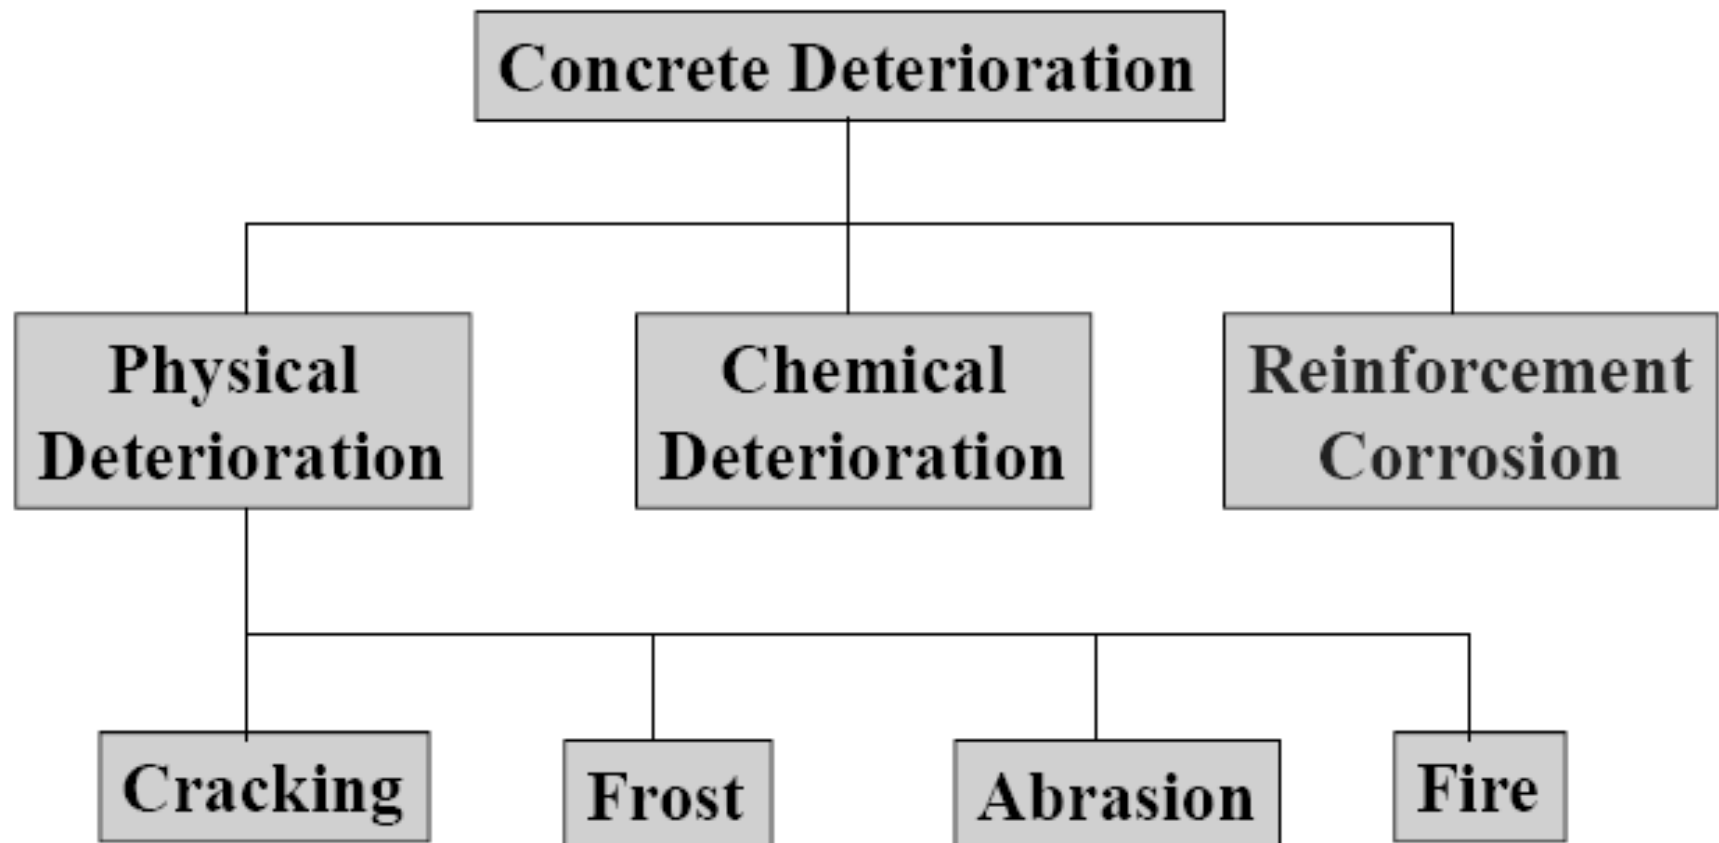 Concrete Deterioration
Physical
Deterioration
Chemical
Deterioration
Reinforcement
Corrosion
Cracking
Frost
Abrasion
Fire